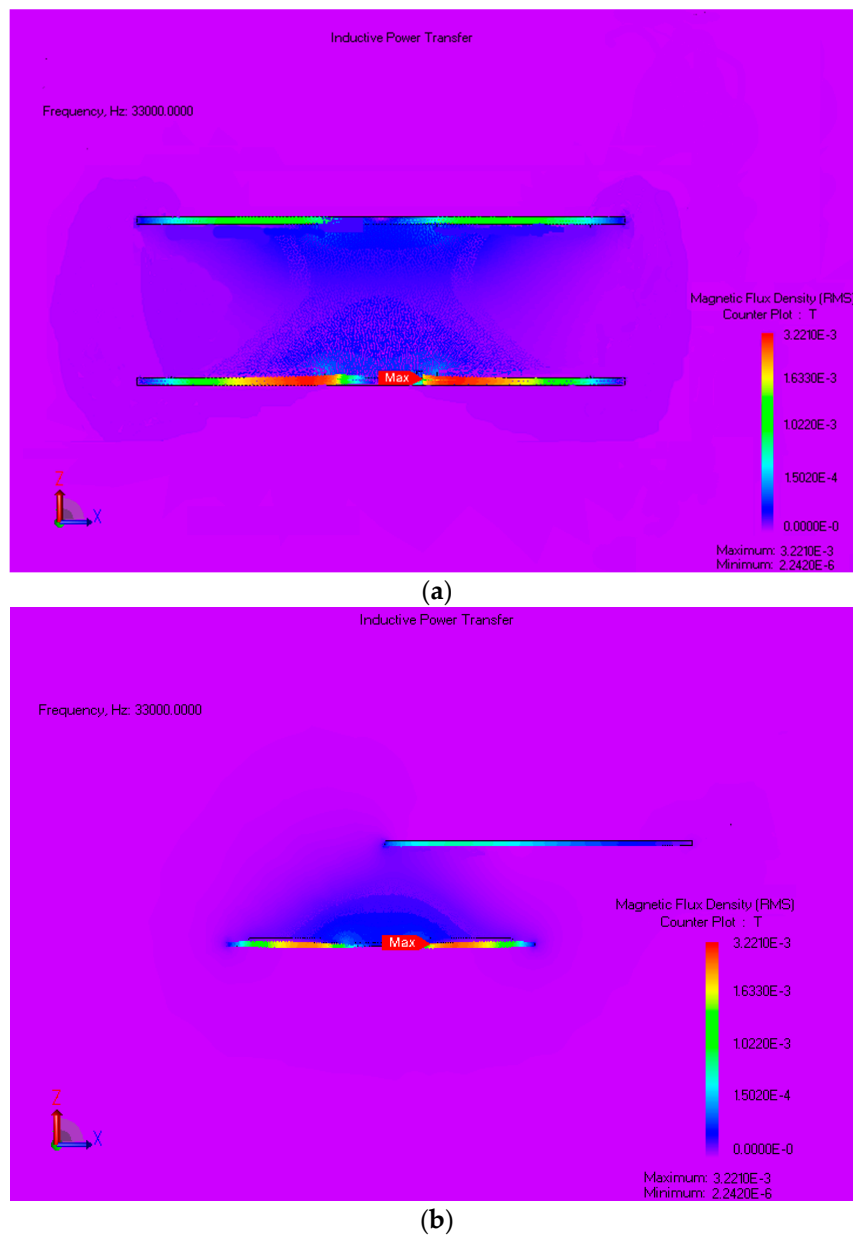 Inductive Power Transfer
Frequency, Hz: 33000.0000
Magnetic Flux Density (RMS)
Counter Plot : T
3.2210E-3
1.6330E-3
1.0220E-3
1.5020E-4
0.0000E-0
Maximum: 3.2210E-3
Minimum: 2.2420E-6
Max
Z
X
(a)
Inductive Power Transfer
Frequency, Hz: 33000.0000
Max
Magnetic Flux Density (RMS)
Counter Plot : T
3.2210E-3
1.6330E-3
1.0220E-3
1.5020E-4
0.0000E-0
Maximum: 3.2210E-3
Minimum: 2.2420E-6
Z
X
(b)